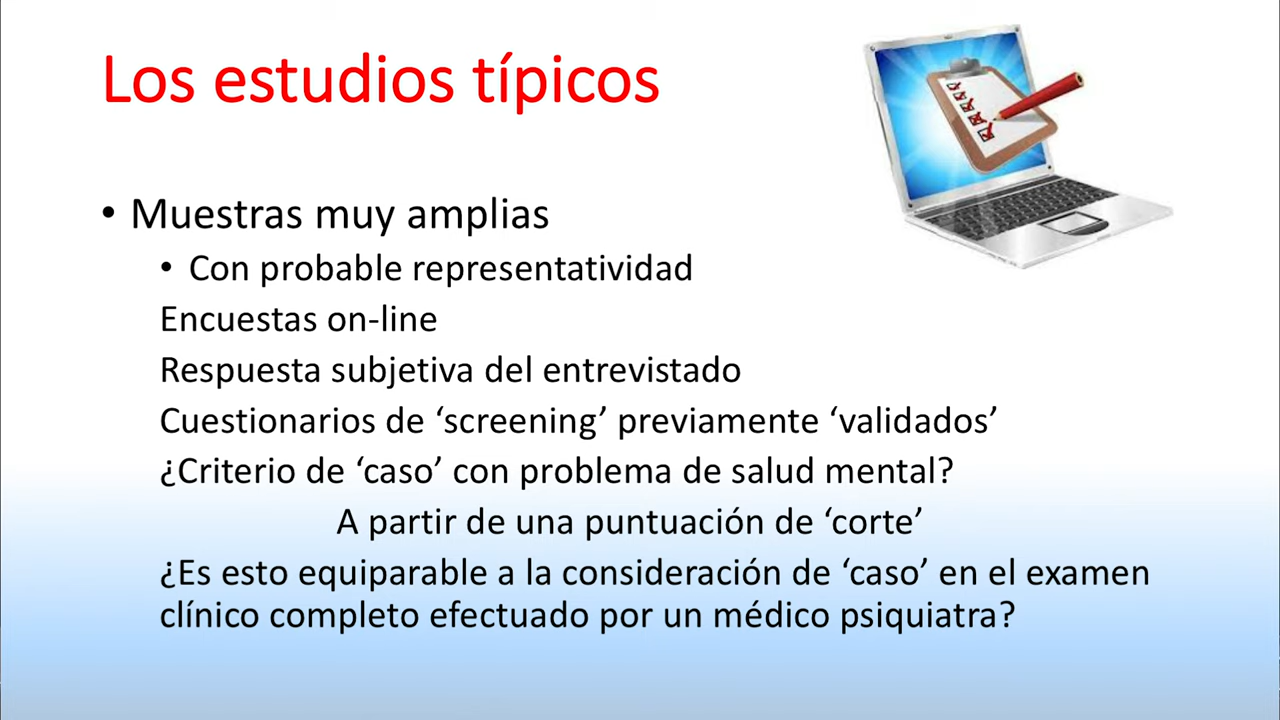 Los estudios típicos
• Muestras muy amplias
• Con probable representatividad
Encuestas on-line
Respuesta subjetiva del entrevistado
Cuestionarios de ‘screening’ previamente ‘validados’
¿Criterio de ‘caso’ con problema de salud mental?
A partir de una puntuación de ‘corte’
¿Es esto equiparable a la consideración de ‘caso’ en el examen
clínico completo efectuado por un médico psiquiatra?